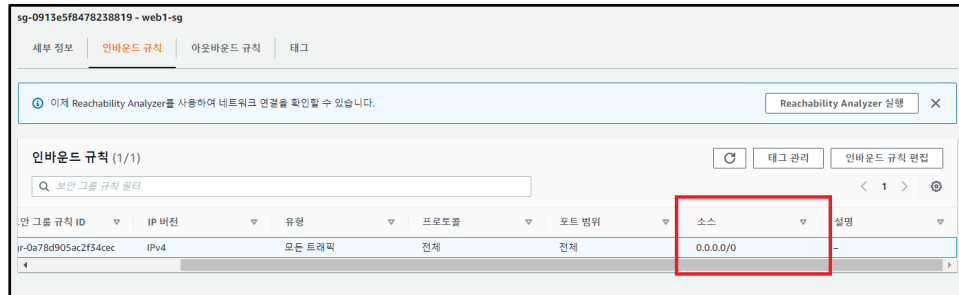 sg-0913e5f8478238819 - web1-sg
세부 정보 인바운드 규칙 아웃바운드 규칙 태그
이제 Reachability Analyzer를 사용하여 네트워크 연결을 확인할 수 있습니다. Reachability Analyzer 실행
인바운드 규칙 (1/1) 태그 관리 인바운드 규칙 편집
보안 그룹 규칙 필터 1
안 그룹 규칙 ID IP 버전 유형 프로토콜 포트 범위 소스 설명
r-0a78d905ac2f34cec IPv4 모든 트래픽 전체 전체 0.0.0.0/0 –